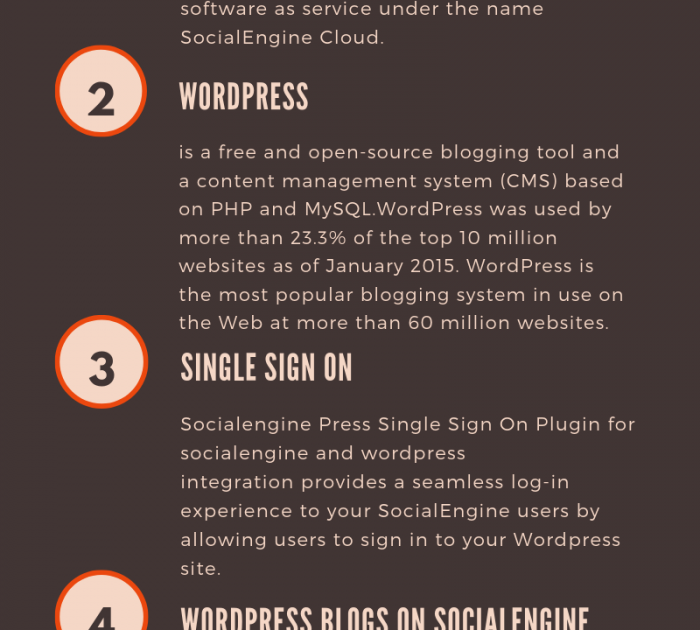 software as service under the name
SocialEngine Cloud.
2
WORDPRESS
is a free and open-source blogging tool and
a content management system (CMS) based
on PHP and MySQL.WordPress was used by
more than 23.3% of the top 10 million
websites as of January 2015. WordPress is
the most popular blogging system in use on
the Web at more than 60 million websites.
3
SINGLE SIGN ON
Socialengine Press Single Sign On Plugin for
socialengine and wordpress
integration provides a seamless log-in
experience to your SocialEngine users by
allowing users to sign in to your Wordpress
site.
4
WORDPRESS BLOGS ON SOCIALENGINE